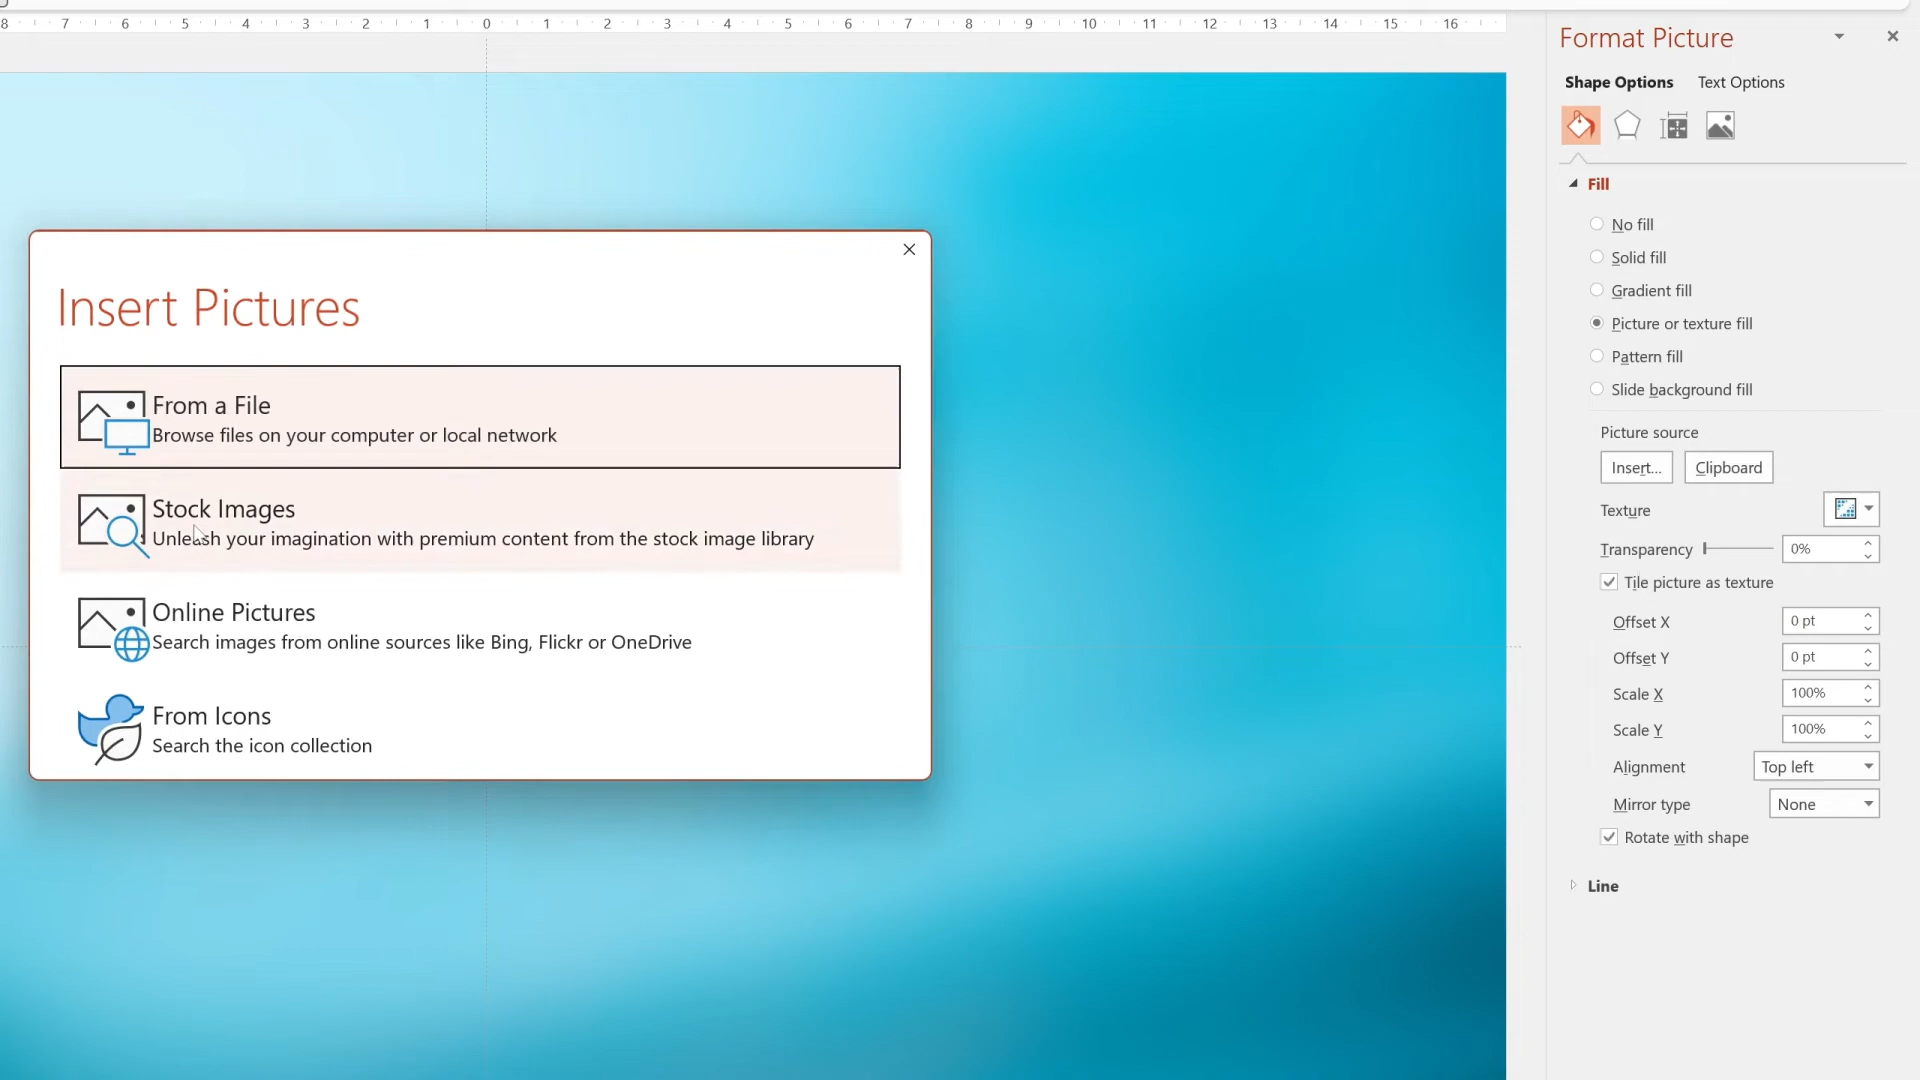 8 7 6 5 4 3 2 1 0 1 2 3 4 5 6 7 8 9 10 11 12 13 14 15 16
Format Picture
Shape Options Text Options
Fill
No fill
Solid fill
Gradient fill
Picture or texture fill
Pattern fill
Slide background fill
Picture source
Insert... Clipboard
Texture
Transparency 0%
Tile picture as texture
Offset X 0 pt
Offset Y 0 pt
Scale X 100%
Scale Y 100%
Alignment Top left
Mirror type None
Rotate with shape
Line
Insert Pictures
From a File
Browse files on your computer or local network
Stock Images
Unleash your imagination with premium content from the stock image library
Online Pictures
Search images from online sources like Bing, Flickr or OneDrive
From Icons
Search the icon collection